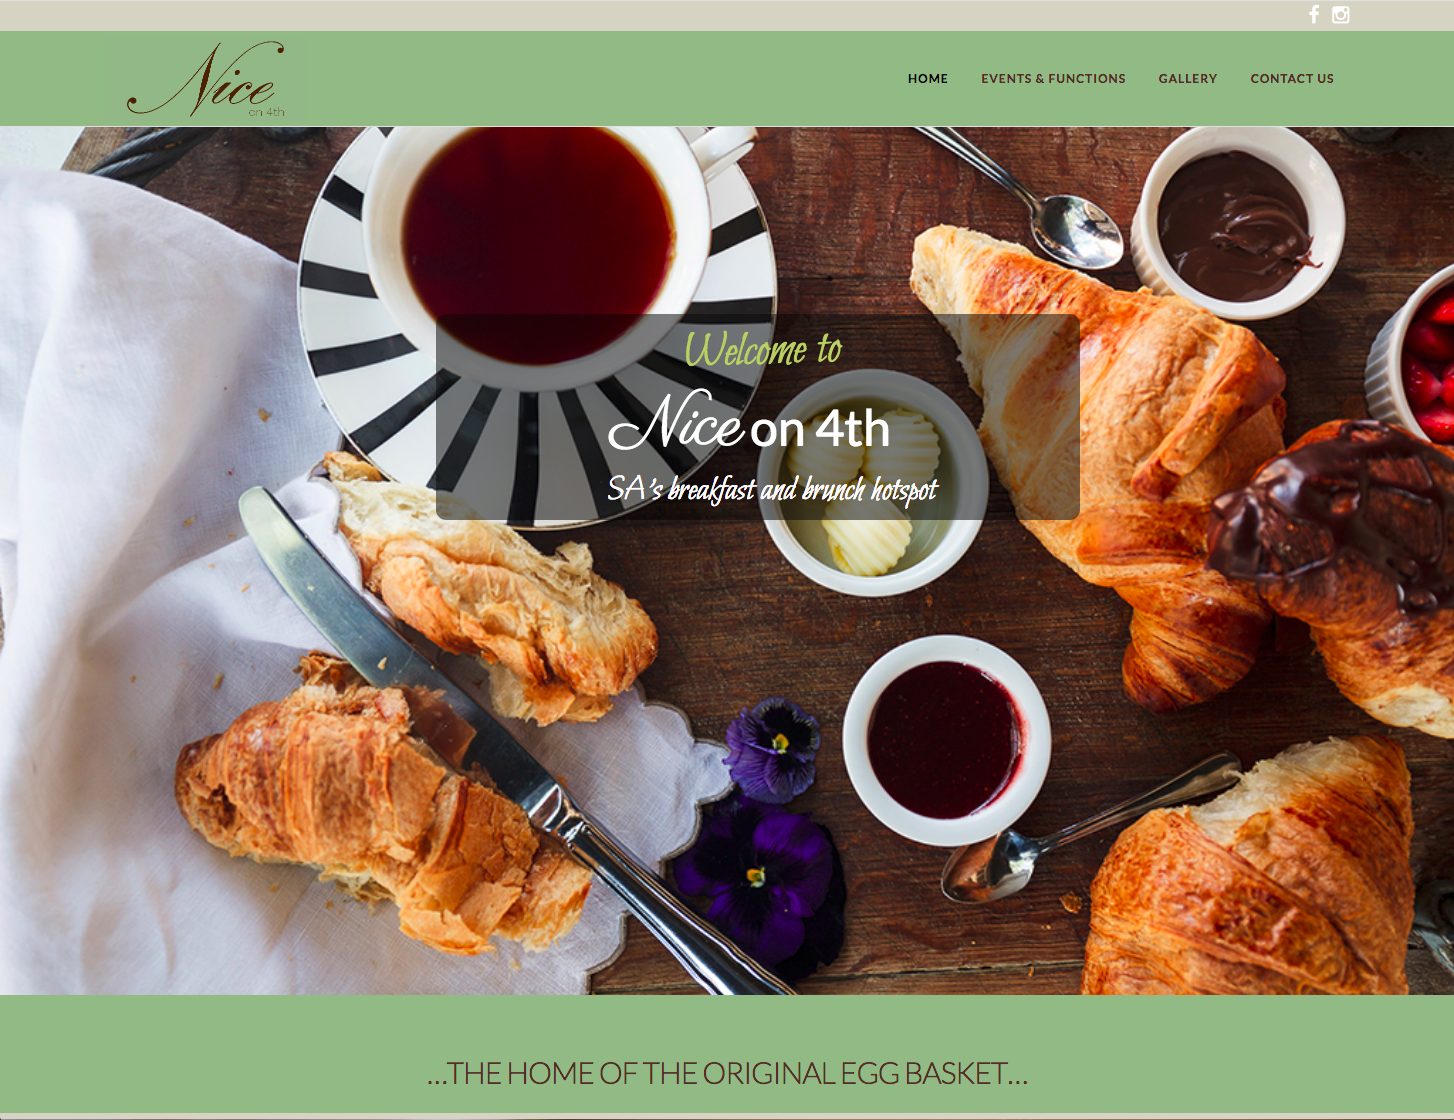 Nice
on 4th
HOME EVENTS & FUNCTIONS GALLERY CONTACT US
Welcome to
Nice on 4th
SA's breakfast and brunch hotspot
...THE HOME OF THE ORIGINAL EGG BASKET...